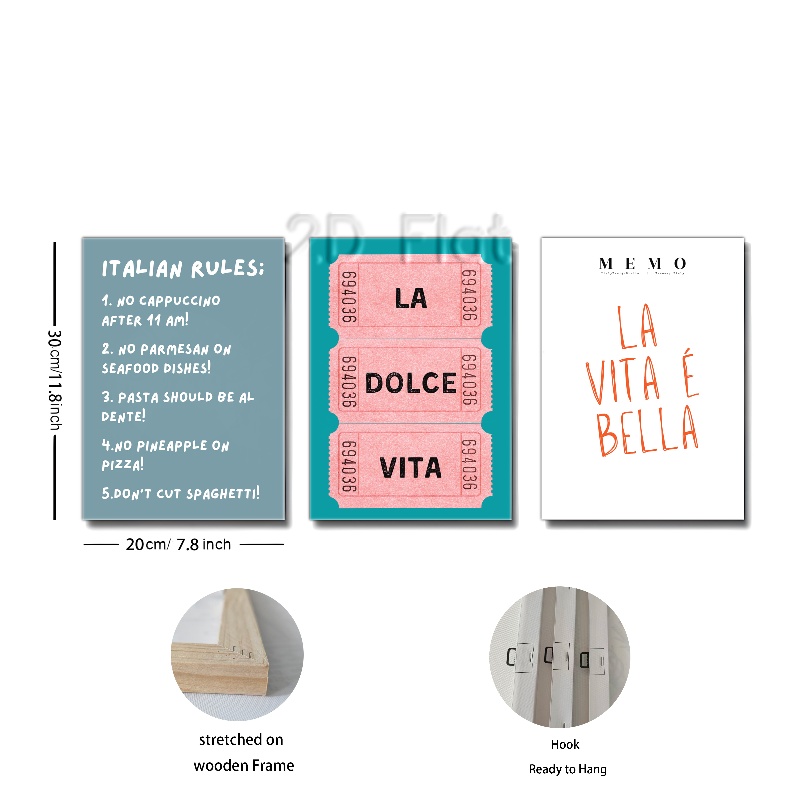 2D Flat
ITALIAN RULES:
1. NO CAPPUCCINO
AFTER 11 AM!
2. NO PARMESAN ON
SEAFOOD DISHES!
3. PASTA SHOULD BE AL
DENTE!
4.NO PINEAPPLE ON
PIZZA!
5.DON'T CUT SPAGHETTI!
694036
LA
694036
694036
DOLCE
694036
694036
VITA
694036
MEMO
LA
VITA É
BELLA
30cm/11.8inch
20cm/ 7.8 inch
stretched on
wooden Frame
Hook
Ready to Hang